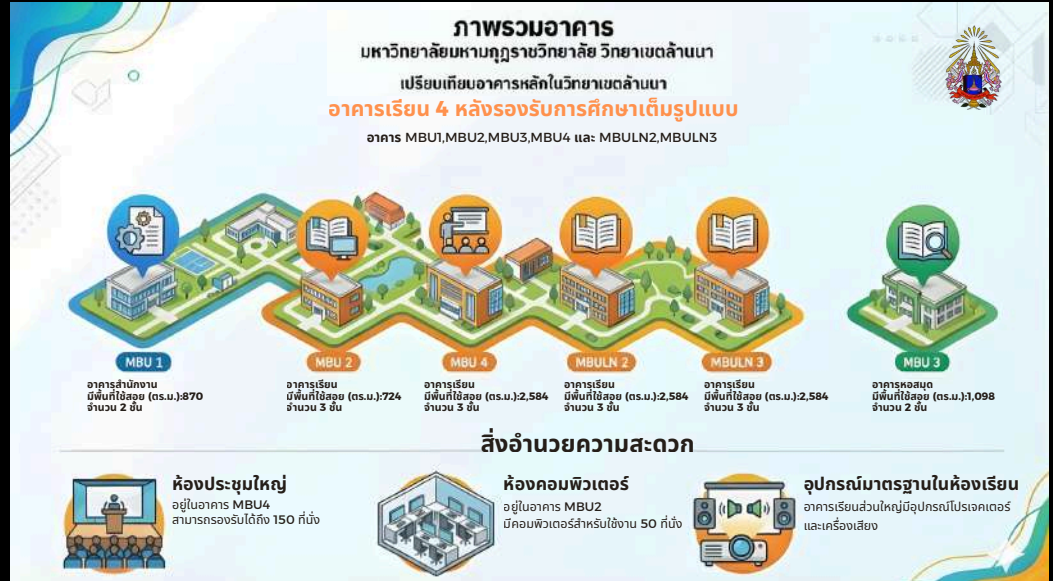 ภาพรวมอาคาร
มหาวิทยาลัยมหามกุฏราชวิทยาลัย วิทยาเขตล้านนา
เปรียบเทียบอาคารหลักในวิทยาเขตล้านนา
อาคารเรียน 4 หลังรองรับการศึกษาเต็มรูปแบบ
อาคาร MBU1,MBU2,MBU3,MBU4 และ MBULN2,MBULN3
MBU 1
อาคารสำนักงาน
มีพื้นที่ใช้สอย (ตร.ม.):870
จำนวน 2 ชั้น
MBU 2
อาคารเรียน
มีพื้นที่ใช้สอย (ตร.ม.):724
จำนวน 3 ชั้น
MBU 4
อาคารเรียน
มีพื้นที่ใช้สอย (ตร.ม.):2,584
จำนวน 3 ชั้น
MBULN 2
อาคารเรียน
มีพื้นที่ใช้สอย (ตร.ม.):2,584
จำนวน 3 ชั้น
MBULN 3
อาคารเรียน
มีพื้นที่ใช้สอย (ตร.ม.):2,584
จำนวน 3 ชั้น
MBU 3
อาคารหอสมุด
มีพื้นที่ใช้สอย (ตร.ม.):1,098
จำนวน 2 ชั้น
สิ่งอำนวยความสะดวก
ห้องประชุมใหญ่
อยู่ในอาคาร MBU4
สามารถรองรับได้ถึง 150 ที่นั่ง
ห้องคอมพิวเตอร์
อยู่ในอาคาร MBU2
มีคอมพิวเตอร์สำหรับใช้งาน 50 ที่นั่ง
อุปกรณ์มาตรฐานในห้องเรียน
อาคารเรียนส่วนใหญ่มีอุปกรณ์โปรเจคเตอร์
และเครื่องเสียง